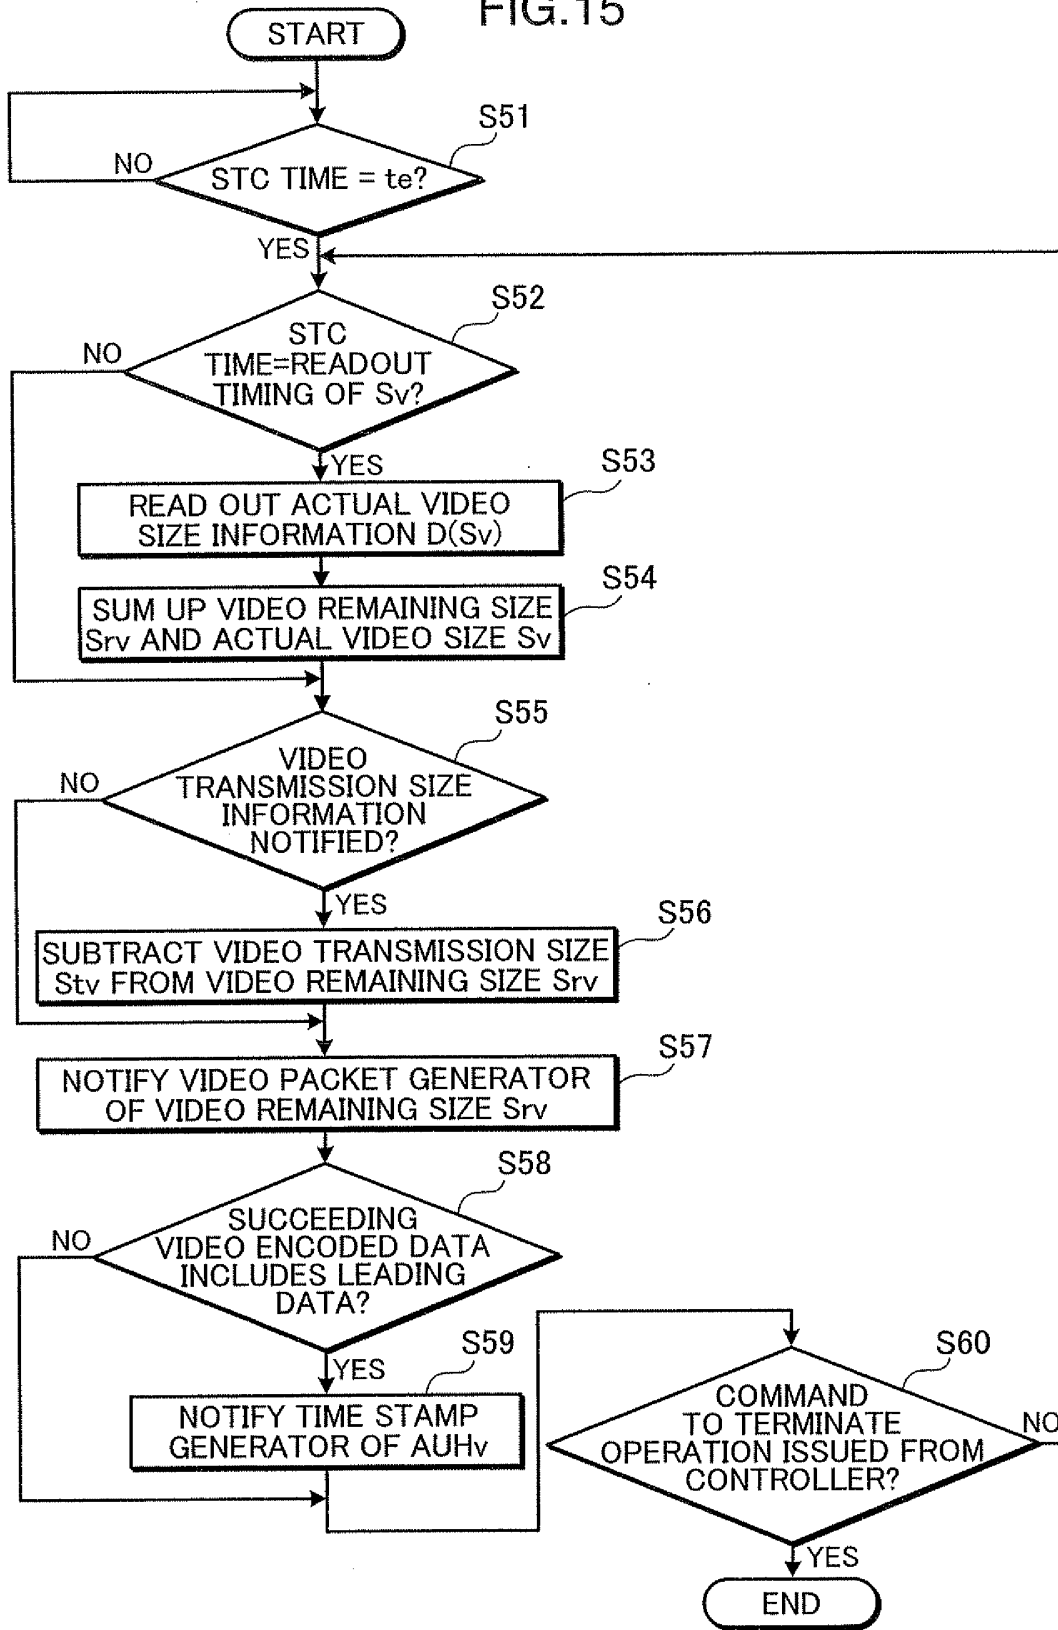 FIG.15
START
S51
NO
STC TIME = te?
YES
S52
NO
STC
TIME=READOUT
TIMING OF Sv?
YES
S53
READ OUT ACTUAL VIDEO
SIZE INFORMATION D(Sv)
S54
SUM UP VIDEO REMAINING SIZE
Srv AND ACTUAL VIDEO SIZE Sv
S55
NO
VIDEO
TRANSMISSION SIZE
INFORMATION
NOTIFIED?
YES
S56
SUBTRACT VIDEO TRANSMISSION SIZE
Stv FROM VIDEO REMAINING SIZE Srv
S57
NOTIFY VIDEO PACKET GENERATOR
OF VIDEO REMAINING SIZE Srv
S58
NO
SUCCEEDING
VIDEO ENCODED DATA
INCLUDES LEADING
DATA?
YES
S59
NOTIFY TIME STAMP
GENERATOR OF AUHv
S60
COMMAND
TO TERMINATE
OPERATION ISSUED FROM
CONTROLLER?
NO
YES
END